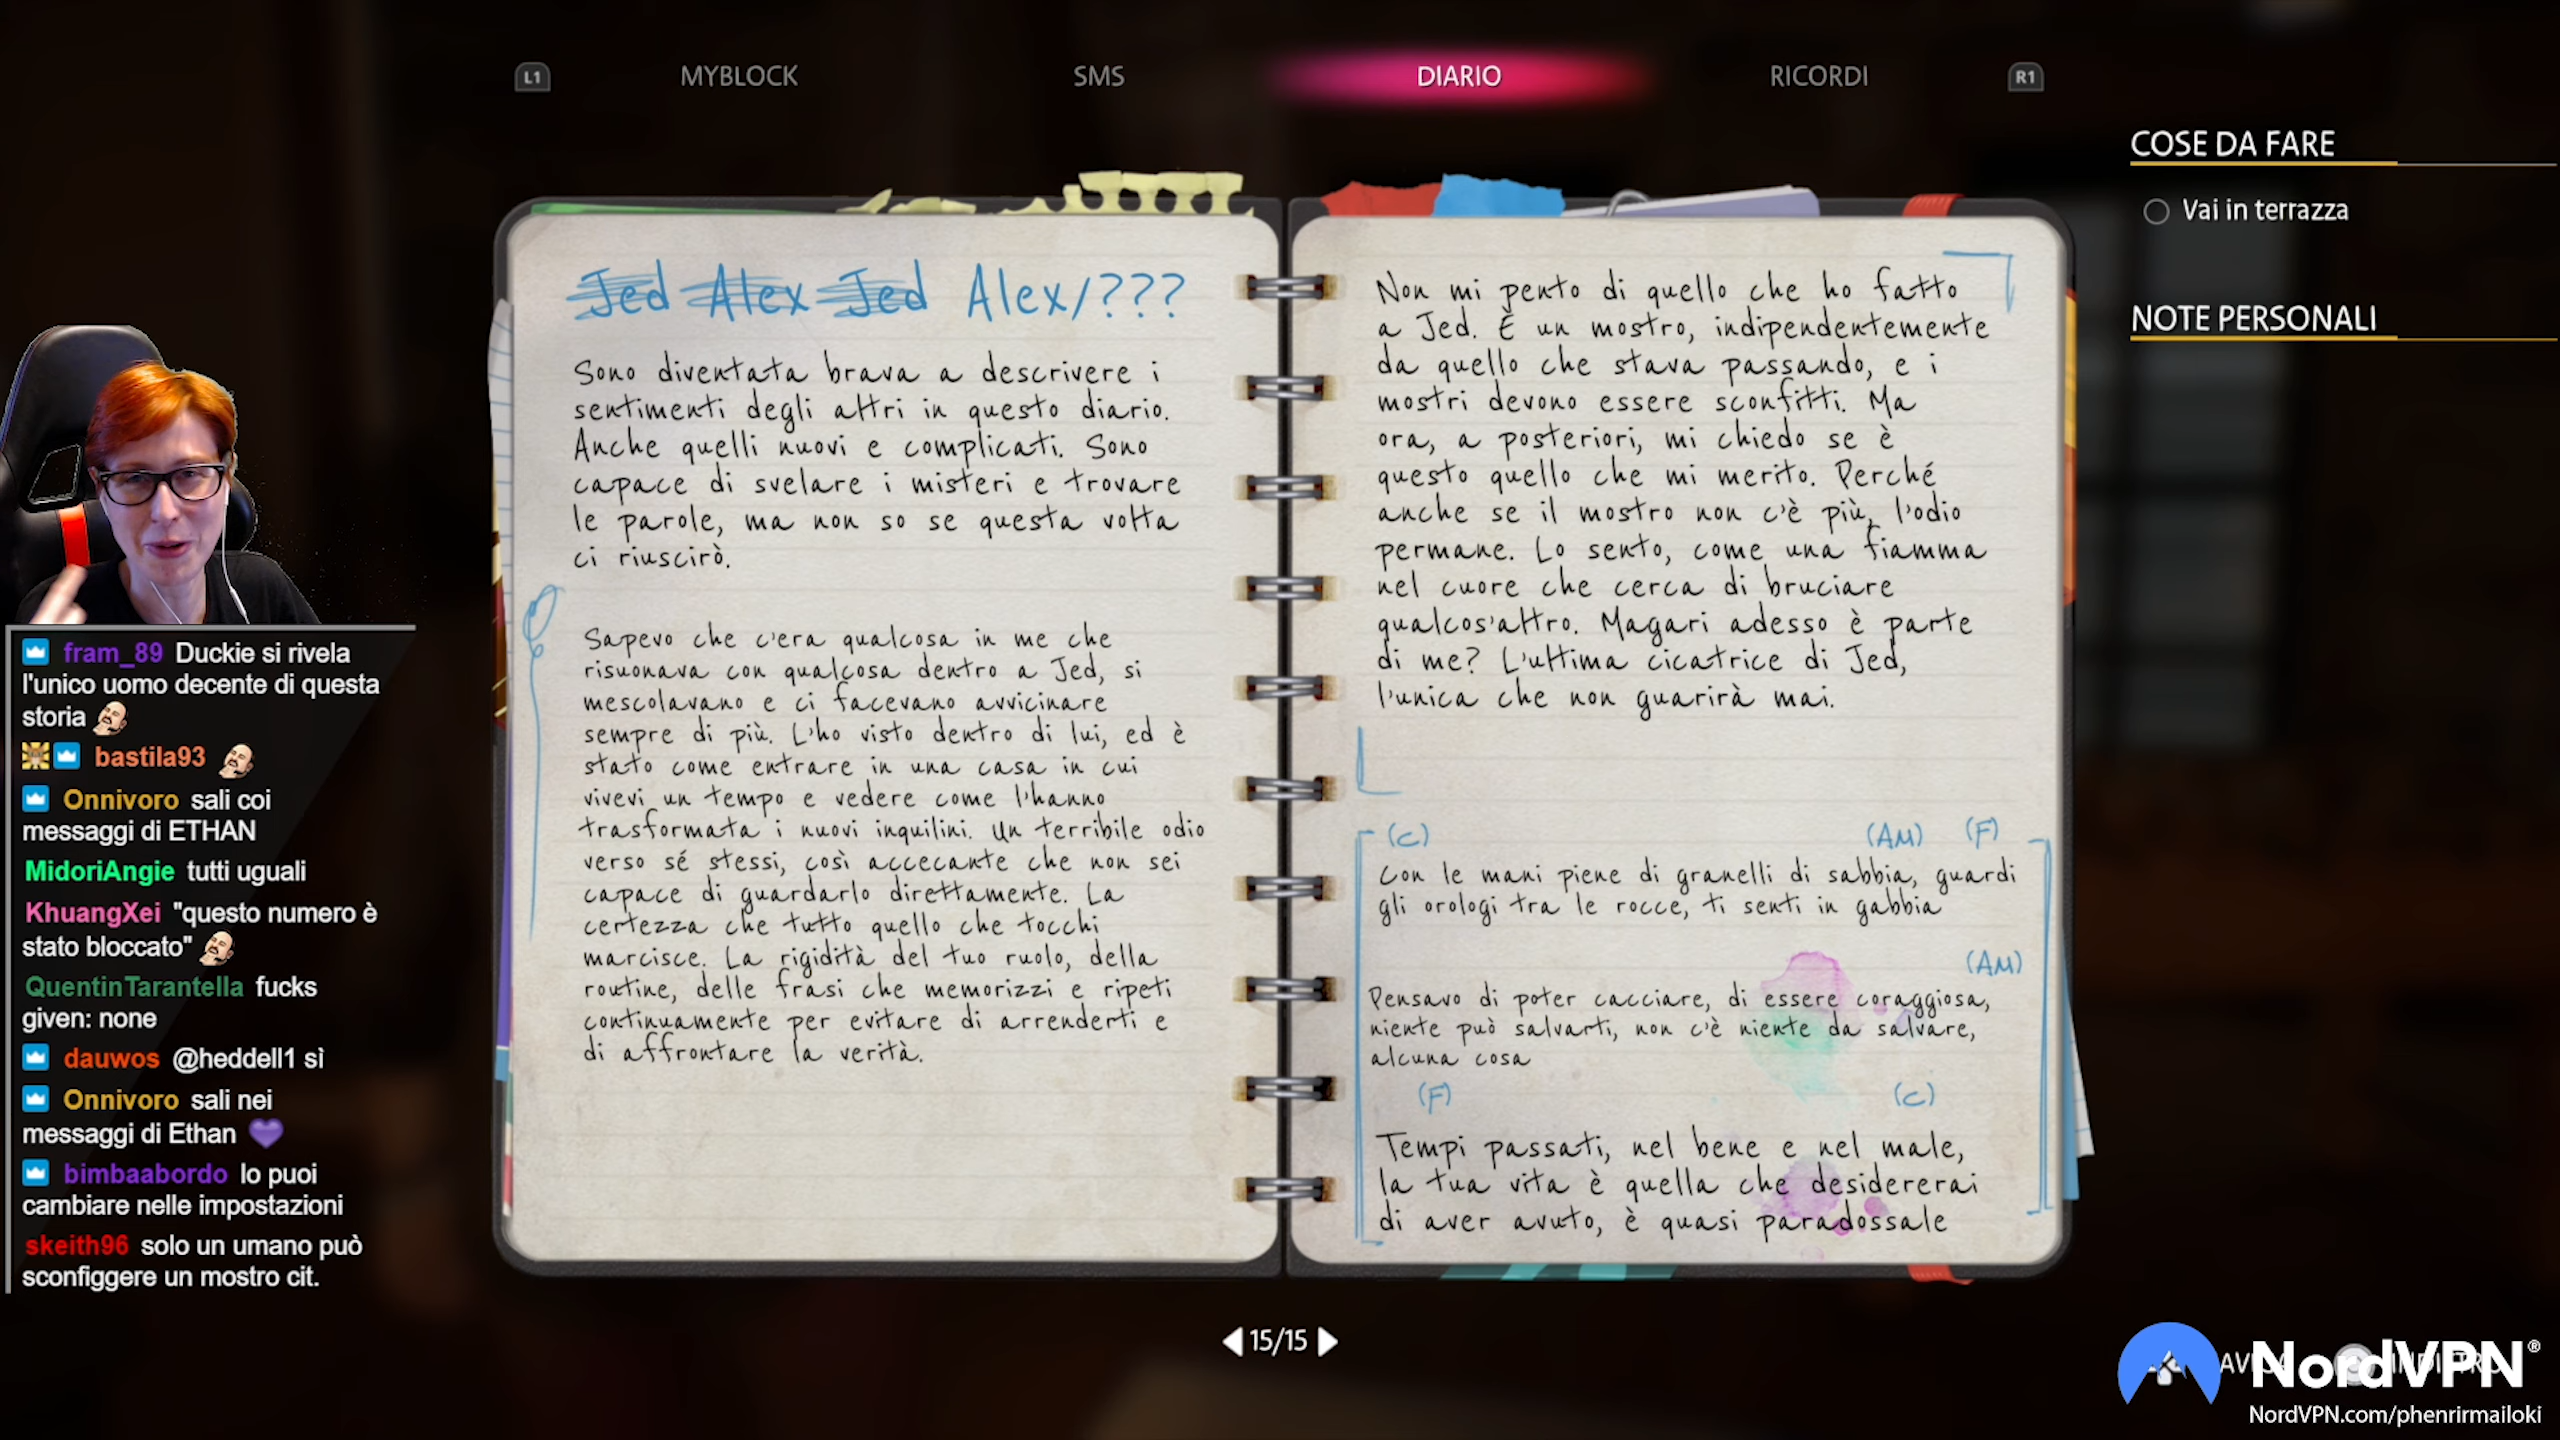 L1
MYBLOCK
SMS
DIARIO
RICORDI
R1
COSE DA FARE
Vai in terrazza
NOTE PERSONALI
Jed Alex Jed Alex/???
Sono diventata brava a descrivere i
sentimenti degli altri in questo diario.
Anche quelli nuovi e complicati. Sono
capace di svelare i misteri e trovare
le parole, ma non so se questa volta
ci riuscirò.
Sapevo che c'era qualcosa in me che
risuonava con qualcosa dentro a Jed, si
mescolavano e ci facevano avvicinare
sempre di più. L'ho visto dentro di lui, ed è
stato come entrare in una casa in cui
vivevi un tempo e vedere come l'hanno
trasformata i nuovi inquilini. Un terribile odio
verso sé stessi, così accecante che non sei
capace di guardarlo direttamente. La
certezza che tutto quello che tocchi
marcisce. La rigidità del tuo ruolo, della
routine, delle frasi che memorizzi e ripeti
continuamente per evitare di arrenderti e
di affrontare la verità.
Non mi pento di quello che ho fatto
a Jed. È un mostro, indipendentemente
da quello che stava passando, e i
mostri devono essere sconfitti. Ma
ora, a posteriori, mi chiedo se è
questo quello che mi merito. Perché
anche se il mostro non c'è più, l'odio
permane. Lo sento, come una fiamma
nel cuore che cerca di bruciare
qualcos'altro. Magari adesso è parte
di me? L'ultima cicatrice di Jed,
l'unica che non guarirà mai.
(C) (AM) (F)
Con le mani piene di granelli di sabbia, guardi
gli orologi tra le rocce, ti senti in gabbia
(AM)
Pensavo di poter cacciare, di essere coraggiosa,
niente può salvarti, non c'è niente da salvare,
alcuna cosa
(F) (C)
Tempi passati, nel bene e nel male,
la tua vita è quella che desidererai
di aver avuto, è quasi paradossale
15/15
fram_89 Duckie si rivela
l'unico uomo decente di questa
storia
bastila93
Onnivoro sali coi
messaggi di ETHAN
MidoriAngie tutti uguali
KhuangXei "questo numero è
stato bloccato"
QuentinTarantella fucks
given: none
dauwos @heddell1 sì
Onnivoro sali nei
messaggi di Ethan
bimbaabordo lo puoi
cambiare nelle impostazioni
skeith96 solo un umano può
sconfiggere un mostro cit.
NordVPN®
NordVPN.com/phenrirmailoki